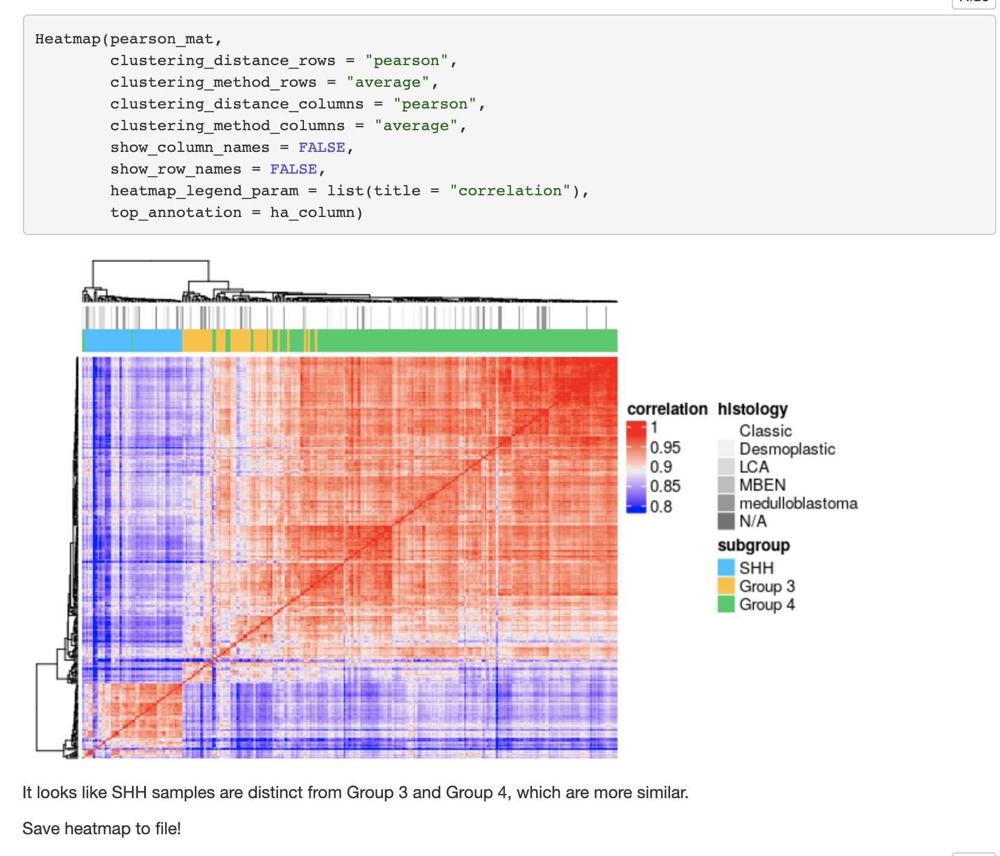 Hide
Heatmap(pearson_mat,
clustering_distance_rows = "pearson",
clustering_method_rows = "average",
clustering_distance_columns = "pearson",
clustering_method_columns = "average",
show_column_names = FALSE,
show_row_names = FALSE,
heatmap_legend_param = list(title = "correlation"),
top_annotation = ha_column)
correlation
1
0.95
0.9
0.85
0.8
histology
Classic
Desmoplastic
LCA
MBEN
medulloblastoma
N/A
subgroup
SHH
Group 3
Group 4
It looks like SHH samples are distinct from Group 3 and Group 4, which are more similar.
Save heatmap to file!